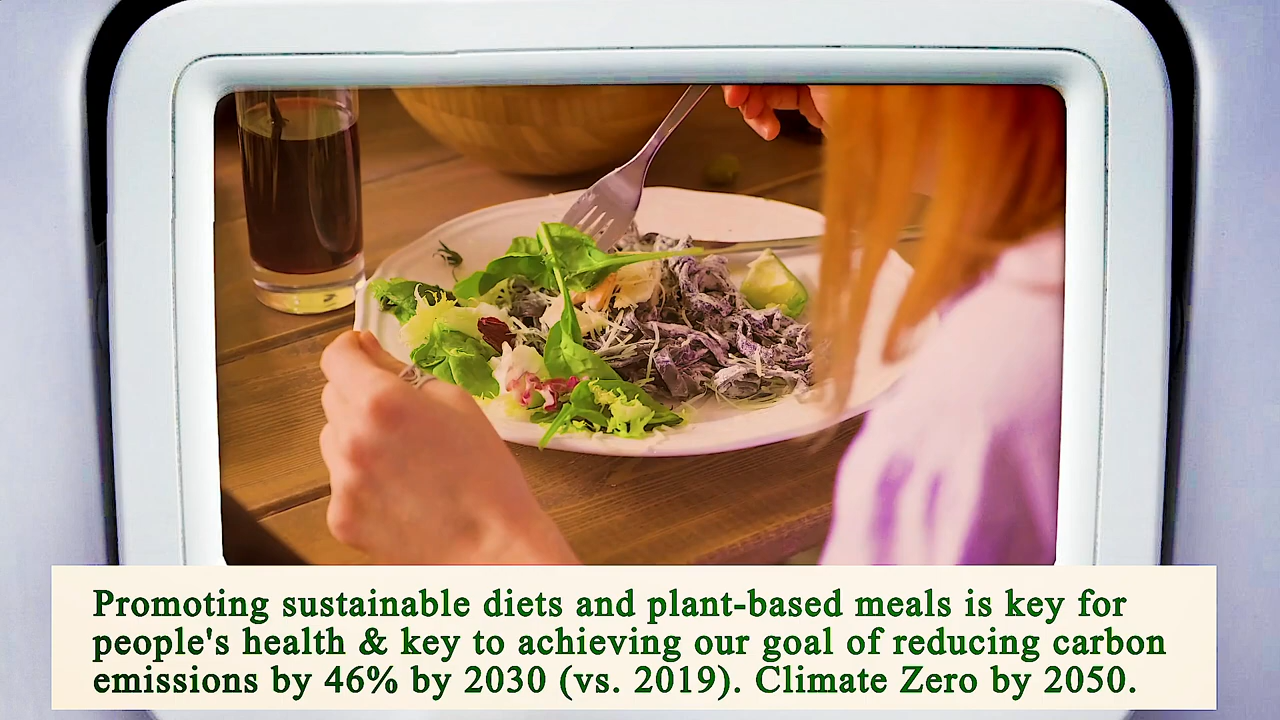 Promoting sustainable diets and plant-based meals is key for
people's health & key to achieving our goal of reducing carbon
emissions by 46% by 2030 (vs. 2019). Climate Zero by 2050.